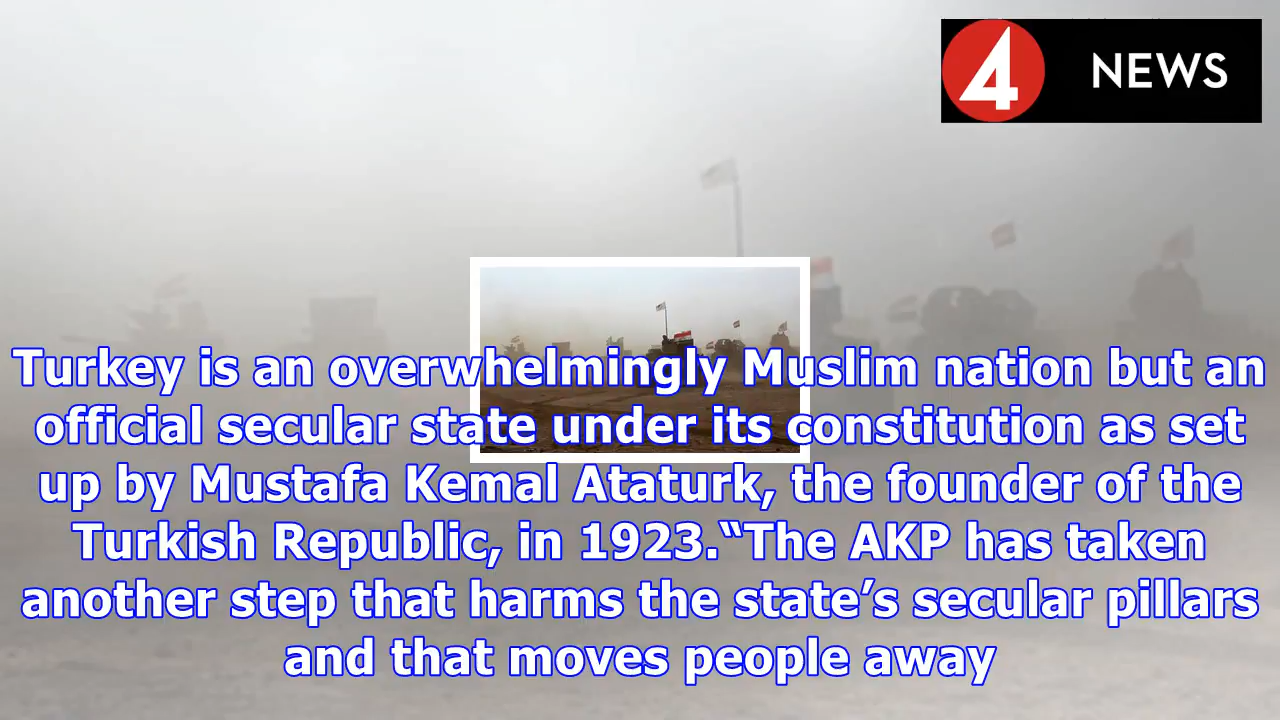 4 NEWS
Turkey is an overwhelmingly Muslim nation but an
official secular state under its constitution as set
up by Mustafa Kemal Ataturk, the founder of the
Turkish Republic, in 1923.“The AKP has taken
another step that harms the state’s secular pillars
and that moves people away